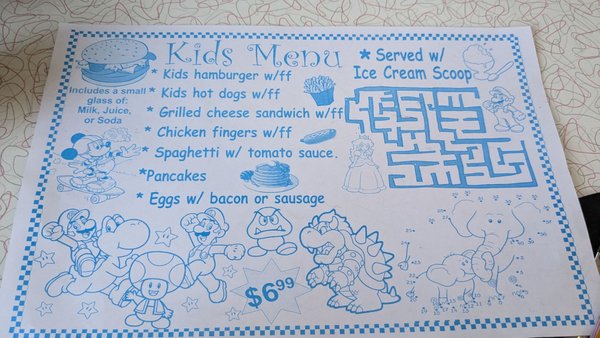 Kids Menu
* Served w/
Ice Cream Scoop
* Kids hamburger w/ff
Includes a small
glass of:
Milk, Juice,
or Soda
* Kids hot dogs w/ff
* Grilled cheese sandwich w/ff
* Chicken fingers w/ff
* Spaghetti w/ tomato sauce.
*Pancakes
* Eggs w/ bacon or sausage
$6.99